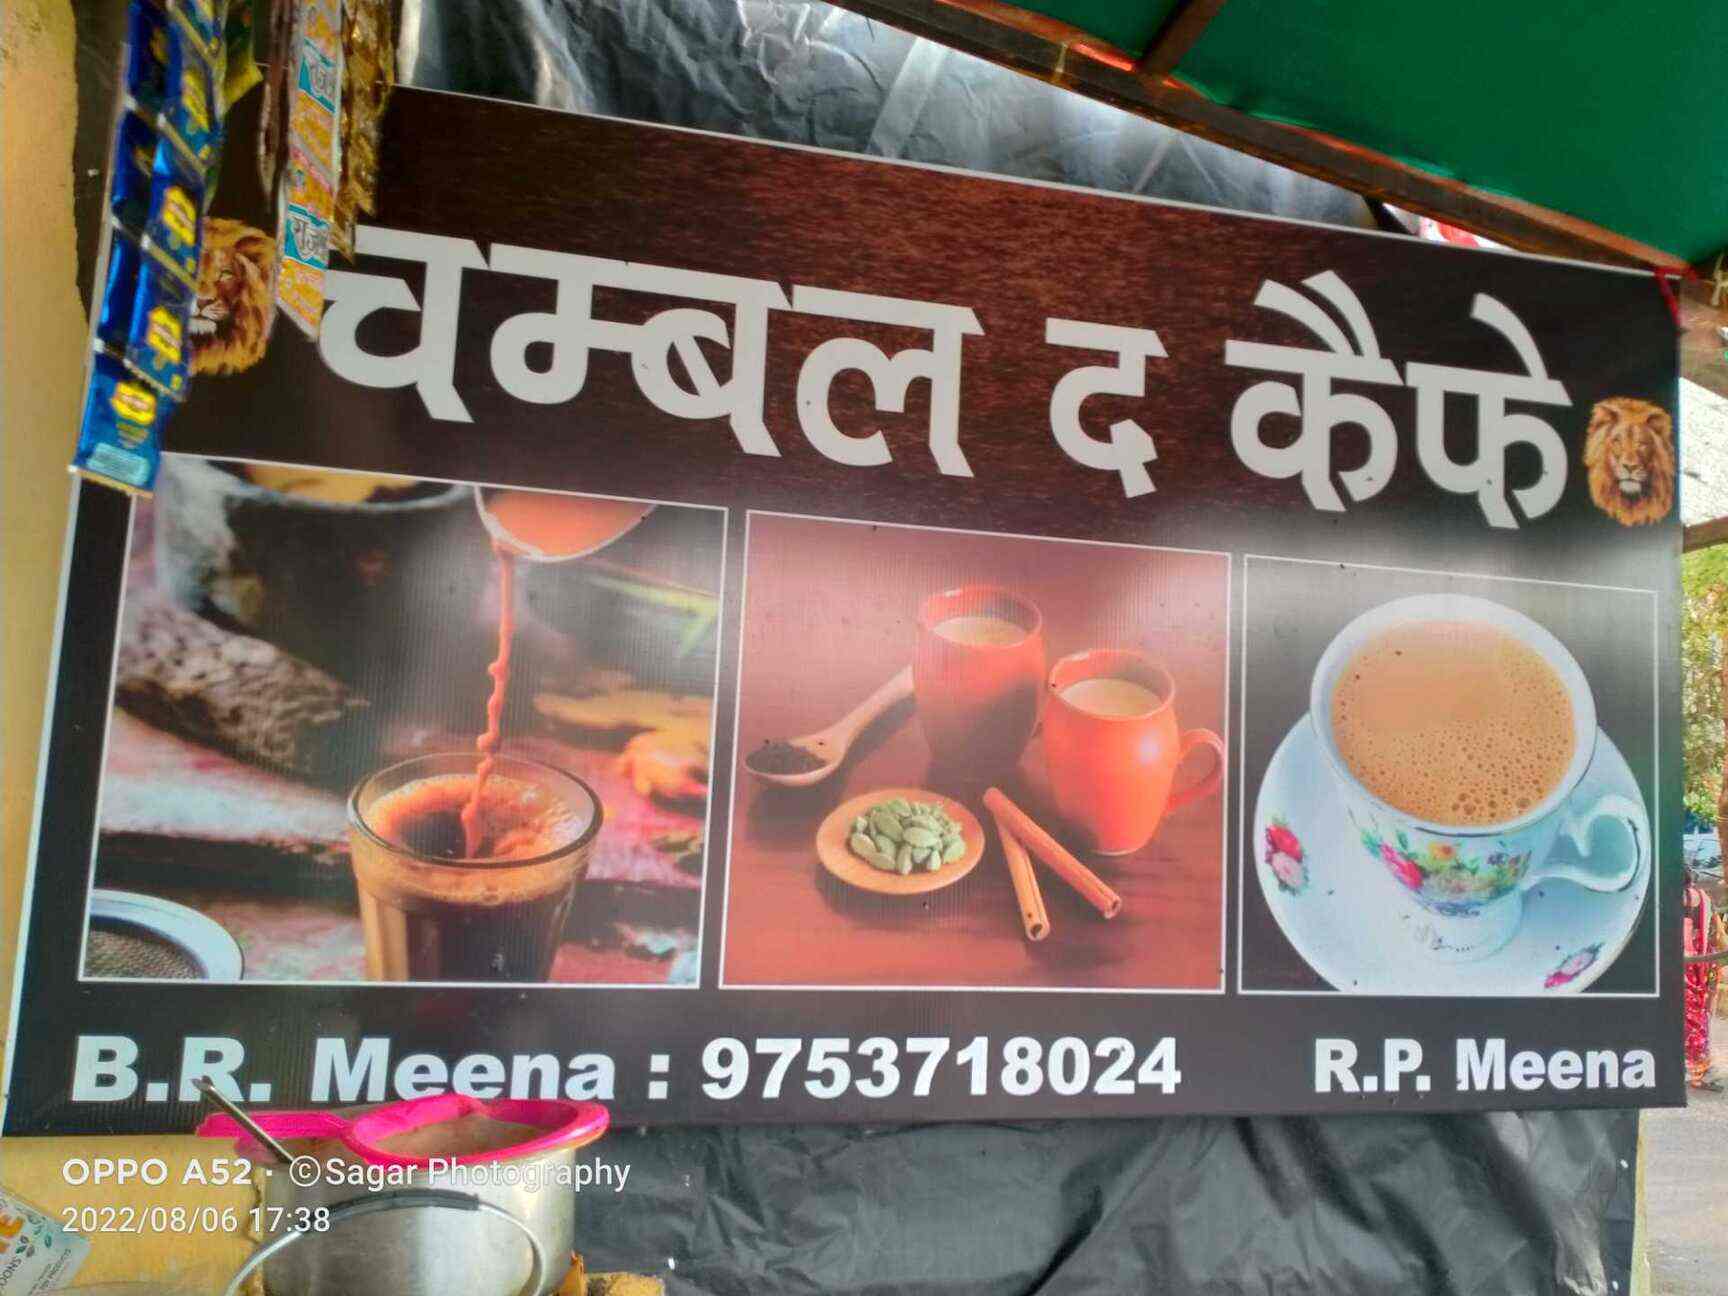 चम्बल द कैफे
B.R. Meena : 9753718024
R.P. Meena
OPPO A52 · ©Sagar Photography
2022/08/06 17:38